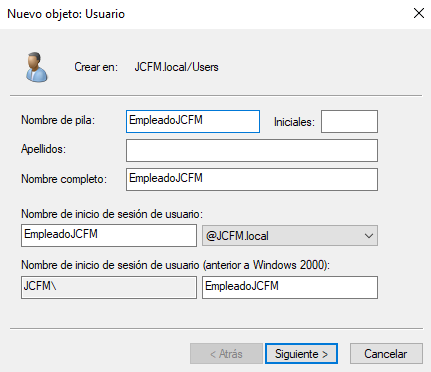 Nuevo objeto: Usuario
Crear en: JCFM.local/Users
Nombre de pila: EmpleadoJCFM Iniciales:
Apellidos:
Nombre completo: EmpleadoJCFM
Nombre de inicio de sesión de usuario:
EmpleadoJCFM @JCFM.local
Nombre de inicio de sesión de usuario (anterior a Windows 2000):
JCFM\ EmpleadoJCFM
< Atrás Siguiente > Cancelar